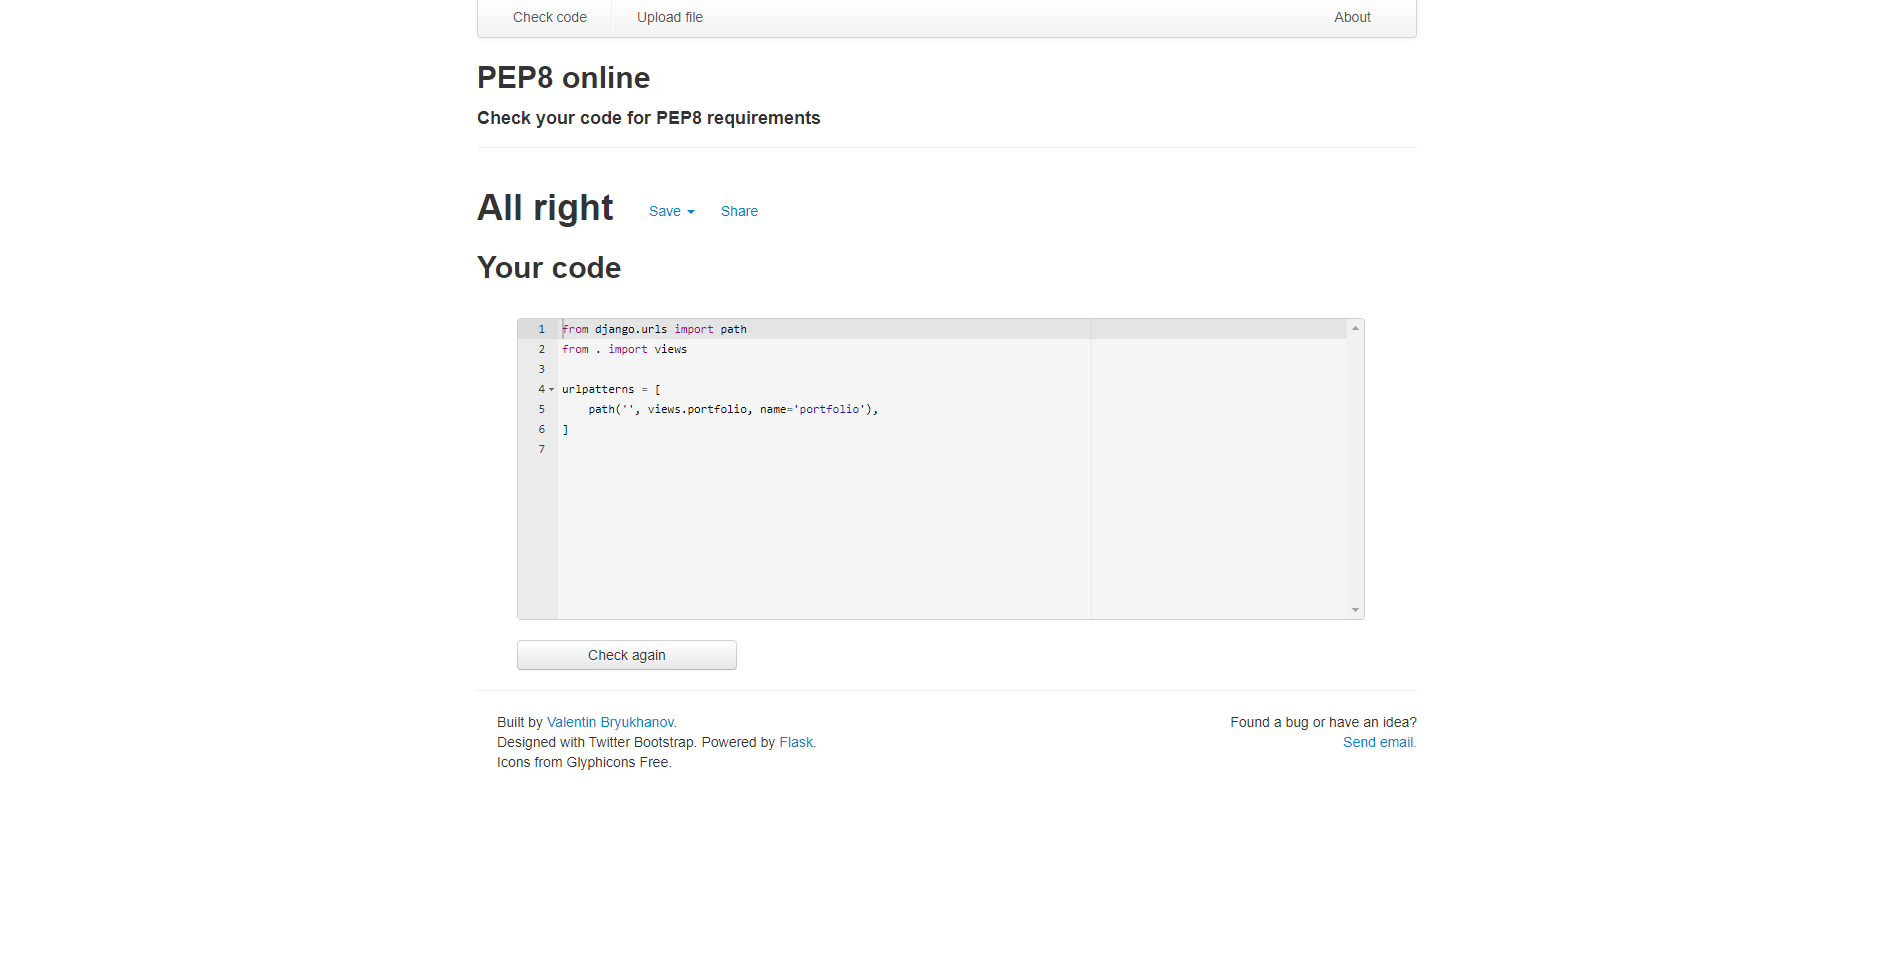 Check code Upload file About
PEP8 online
Check your code for PEP8 requirements
All right Save Share
Your code
1 from django.urls import path
2 from . import views
3
4 urlpatterns = [
5     path('', views.portfolio, name='portfolio'),
6 ]
7
Check again
Built by Valentin Bryukhanov. Found a bug or have an idea?
Designed with Twitter Bootstrap. Powered by Flask. Send email.
Icons from Glyphicons Free.